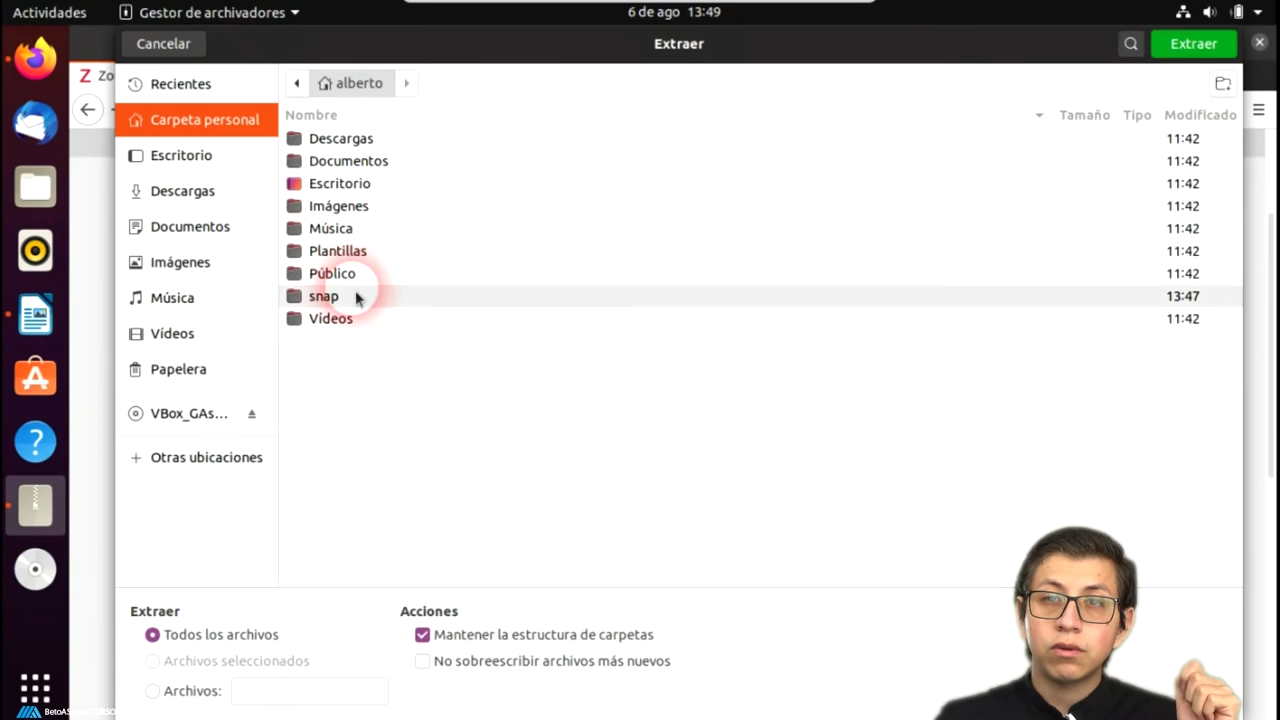 Actividades
Gestor de archivadores
6 de ago 13:49
Cancelar
Extraer
Extraer
Z Zo
Recientes
Carpeta personal
Escritorio
Descargas
Documentos
Imágenes
Música
Vídeos
Papelera
VBox_GAs...
+ Otras ubicaciones
alberto
Nombre Tamaño Tipo Modificado
Descargas 11:42
Documentos 11:42
Escritorio 11:42
Imágenes 11:42
Música 11:42
Plantillas 11:42
Público 11:42
snap 13:47
Vídeos 11:42
Extraer
Todos los archivos
Archivos seleccionados
Archivos:
Acciones
Mantener la estructura de carpetas
No sobreescribir archivos más nuevos